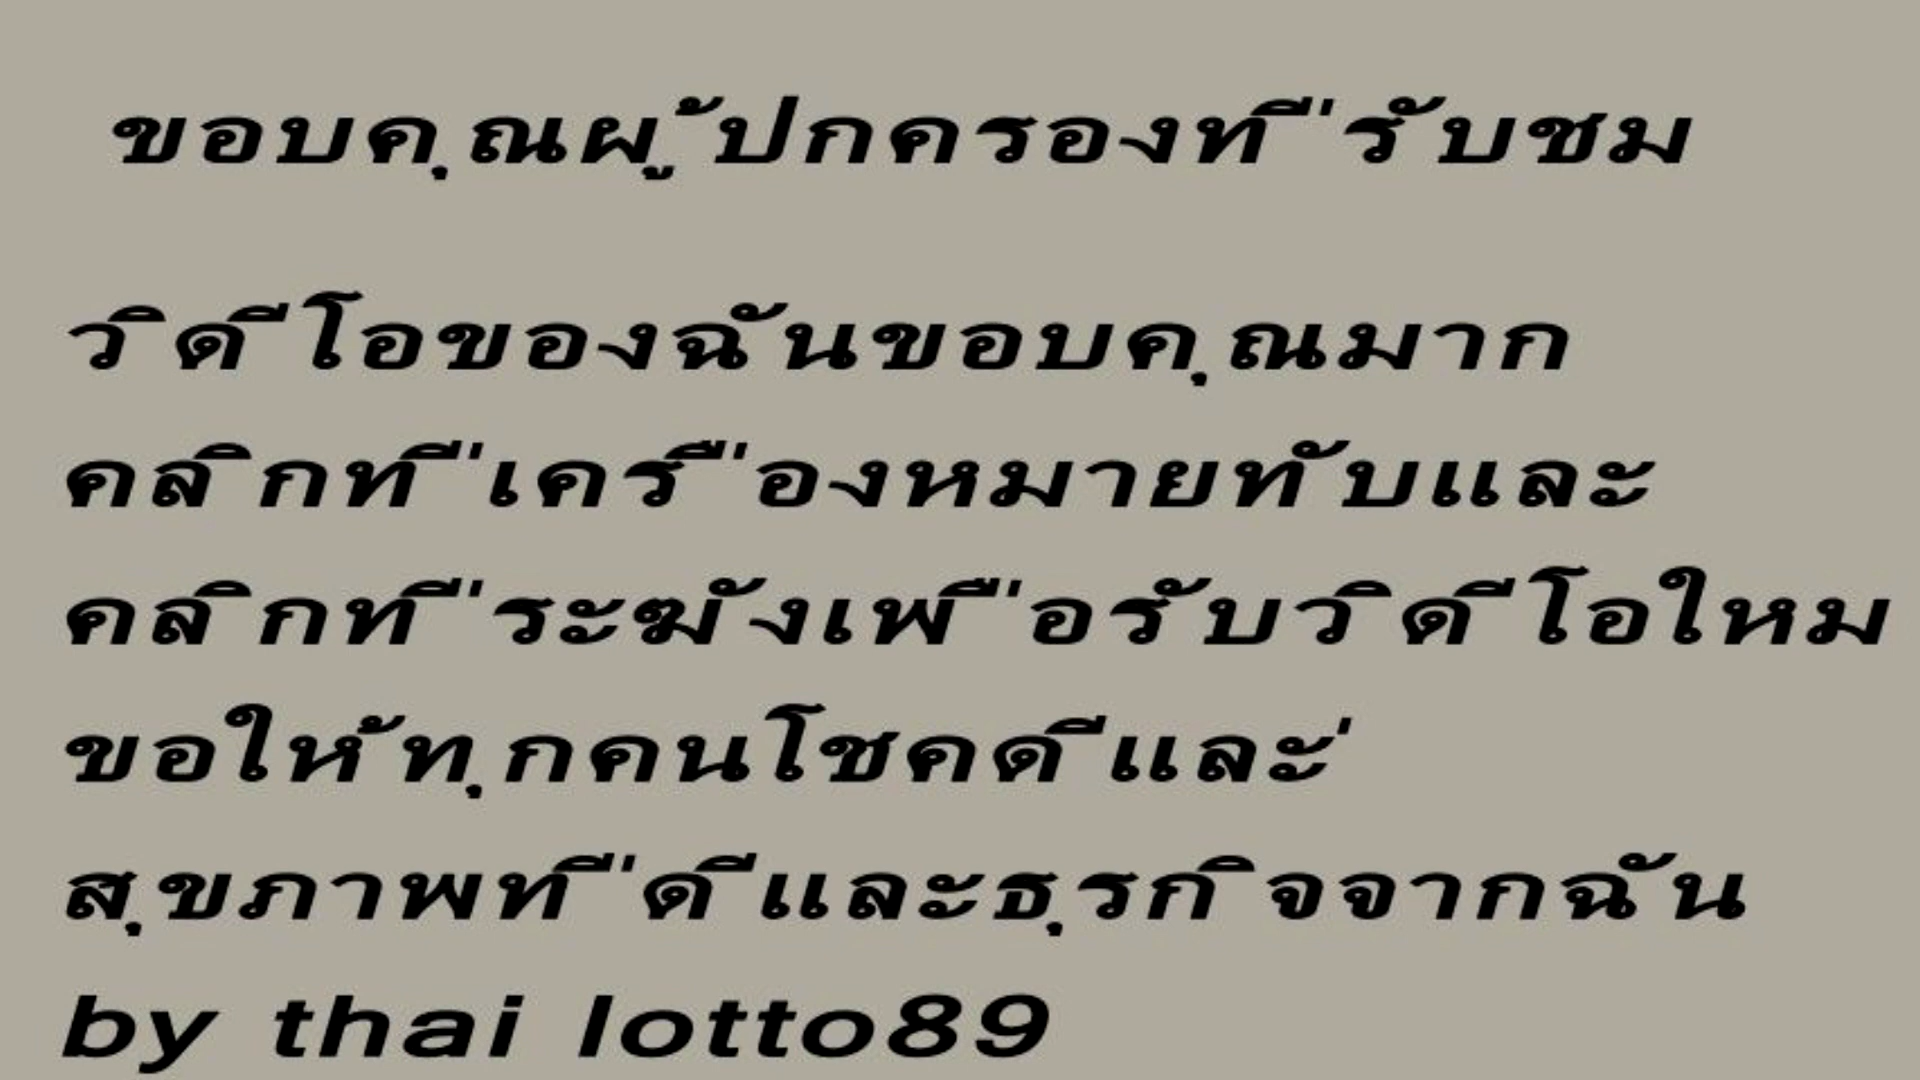 ขอบคุณผู้ปกครองที่รับชม
วิดีโอของฉันขอบคุณมาก
คลิกที่เครื่องหมายทับและ
คลิกที่ระฆังเพื่อรับวิดีโอใหม
ขอให้ทุกคนโชคดีและ่
สุขภาพที่ดีและธุรกิจจากฉัน
by thai lotto89